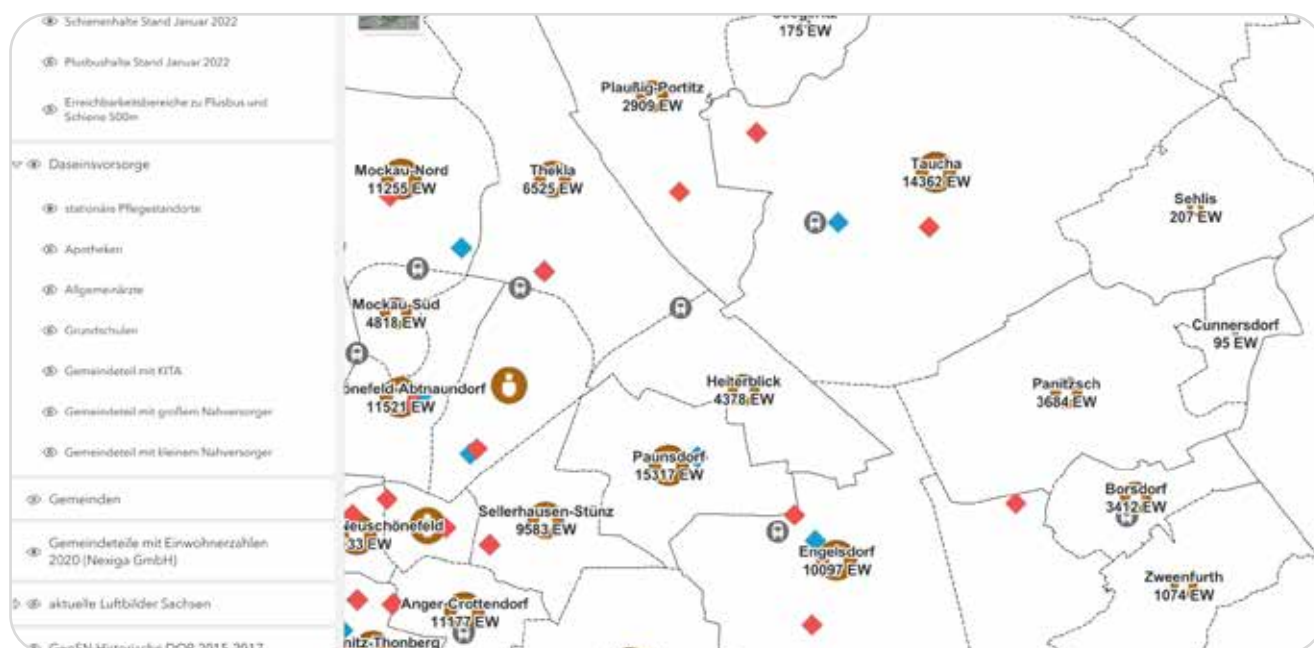 Schienenhalte Stand Januar 2022
Plusbushalte Stand Januar 2022
Erreichbarkeitsbereiche zu Plusbus und
Schiene 500m
Daseinsvorsorge
stationäre Pflegestandorte
Apotheken
Allgemeinärzte
Grundschulen
Gemeindeteil mit KITA
Gemeindeteil mit großem Nahversorger
Gemeindeteil mit kleinem Nahversorger
Gemeinden
Gemeindeteile mit Einwohnerzahlen
2020 (Nexiga GmbH)
aktuelle Luftbilder Sachsen
175 EW
Plaußig-Portitz
2909 EW
Mockau-Nord
11255 EW
Thekla
6525 EW
Taucha
14362 EW
Sehlis
207 EW
Mockau-Süd
4818 EW
Cunnersdorf
95 EW
önefeld-Abtnaundorf
11521 EW
Heiterblick
4378 EW
Panitzsch
3684 EW
Paunsdorf
15317 EW
Borsdorf
3412 EW
Sellerhausen-Stünz
9583 EW
Neuschönefeld
33 EW
Engelsdorf
10097 EW
Zweenfurth
1074 EW
Anger-Crottendorf
11177 EW
nitz-Thonberg